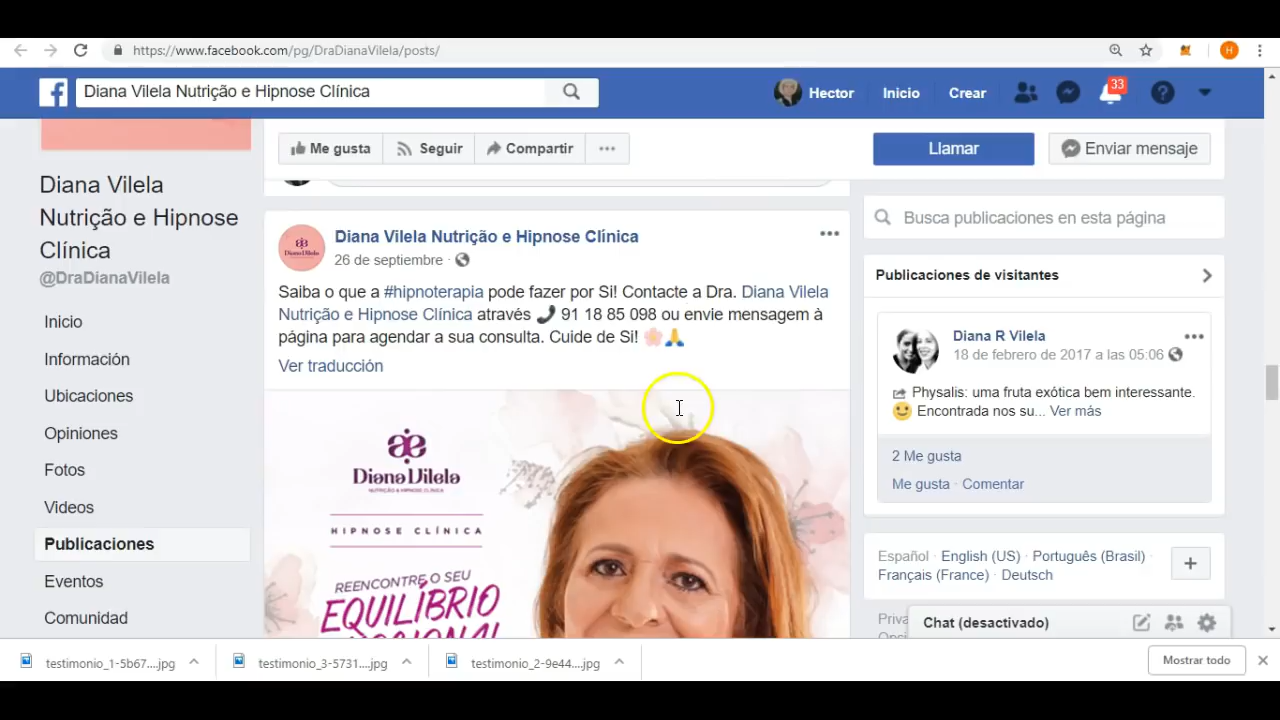 https://www.facebook.com/pg/DraDianaVilela/posts/
H
Diana Vilela Nutrição e Hipnose Clínica
Hector
Inicio
Crear
33
Me gusta
Seguir
Compartir
Llamar
Enviar mensaje
Diana Vilela
Nutrição e Hipnose
Clínica
@DraDianaVilela
Inicio
Información
Ubicaciones
Opiniones
Fotos
Videos
Publicaciones
Eventos
Comunidad
Diana Vilela Nutrição e Hipnose Clínica
26 de septiembre
Saiba o que a #hipnoterapia pode fazer por Si! Contacte a Dra. Diana Vilela
Nutrição e Hipnose Clínica através 📞 91 18 85 098 ou envie mensagem à
página para agendar a sua consulta. Cuide de Si! 🌸🙏
Ver traducción
Diana Vilela
NUTRIÇÃO & HIPNOSE CLÍNICA
HIPNOSE CLÍNICA
REENCONTRE O SEU
EQUILÍBRIO
Busca publicaciones en esta página
Publicaciones de visitantes
Diana R Vilela
18 de febrero de 2017 a las 05:06
Physalis: uma fruta exótica bem interessante.
Encontrada nos su... Ver más
2 Me gusta
Me gusta · Comentar
Español · English (US) · Português (Brasil) ·
Français (France) · Deutsch
Chat (desactivado)
testimonio_1-5b67....jpg
testimonio_3-5731....jpg
testimonio_2-9e44....jpg
Mostrar todo